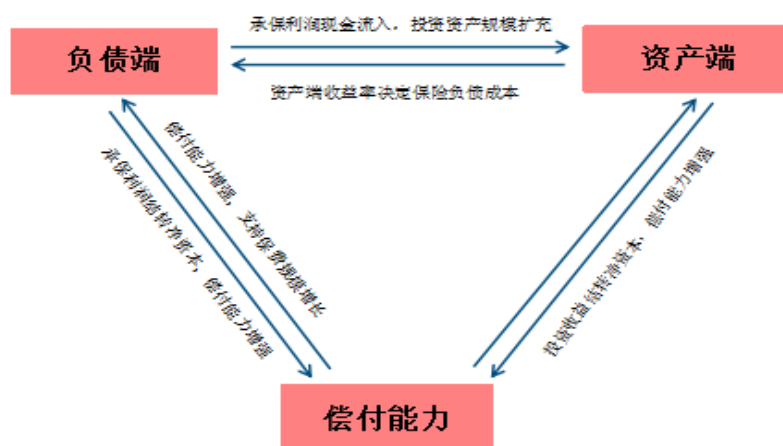 承保利润现金流入，投资资产规模扩充
负债端
资产端
资产端收益率决定保险负债成本
偿付能力增强，支持保费规模增长
承保利润结转净资本，偿付能力增强
投资收益结转净资本，偿付能力增强
偿付能力